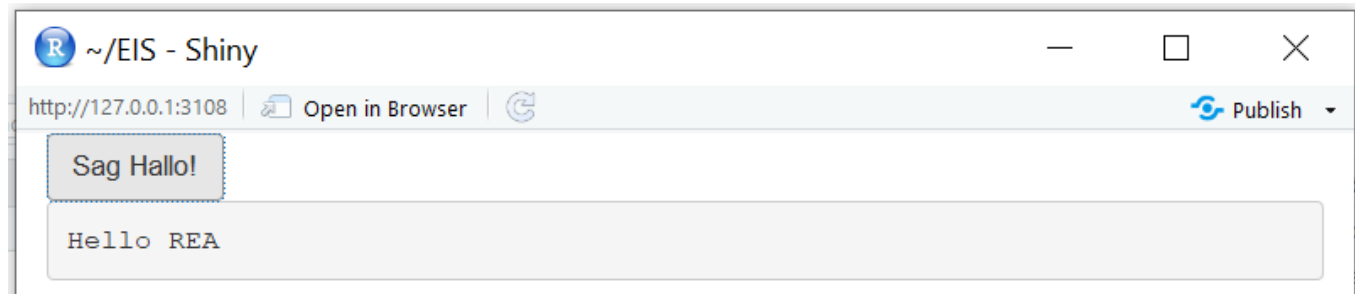 R ~/EIS - Shiny
http://127.0.0.1:3108 Open in Browser Publish
Sag Hallo!
Hello REA